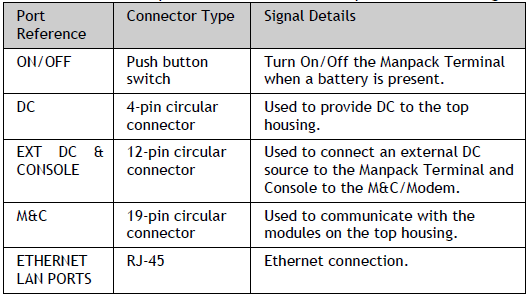 Port Reference | Connector Type | Signal Details
ON/OFF | Push button switch | Turn On/Off the Manpack Terminal when a battery is present.
DC | 4-pin circular connector | Used to provide DC to the top housing.
EXT DC & CONSOLE | 12-pin circular connector | Used to connect an external DC source to the Manpack Terminal and Console to the M&C/Modem.
M&C | 19-pin circular connector | Used to communicate with the modules on the top housing.
ETHERNET LAN PORTS | RJ-45 | Ethernet connection.